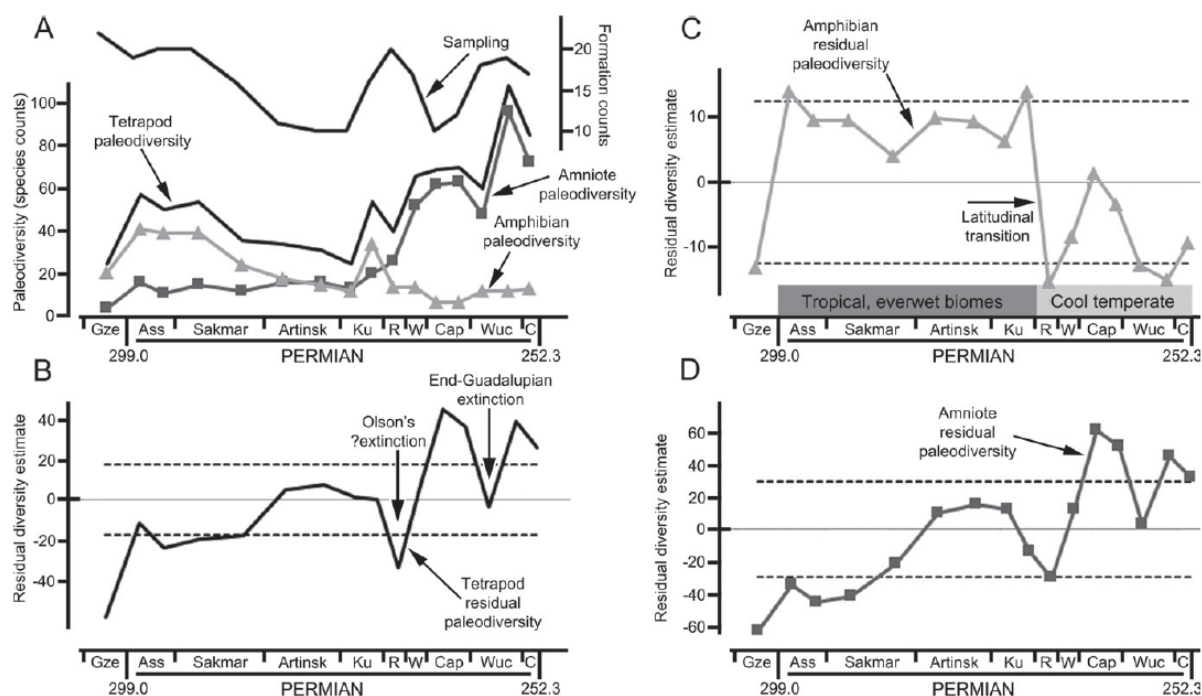 A
Sampling
20
15
10
Formation counts
Tetrapod
paleodiversity
Amniote
paleodiversity
Amphibian
paleodiversity
100
80
60
40
20
0
Paleodiversity (species counts)
Gze Ass Sakmar Artinsk Ku R W Cap Wuc C
299.0 PERMIAN 252.3
B
End-Guadalupian
extinction
Olson's
?extinction
Tetrapod
residual
paleodiversity
40
20
0
-20
-40
Residual diversity estimate
Gze Ass Sakmar Artinsk Ku R W Cap Wuc C
299.0 PERMIAN 252.3
C
Amphibian
residual
paleodiversity
10
0
-10
Residual diversity estimate
Latitudinal
transition
Tropical, everwet biomes Cool temperate
Gze Ass Sakmar Artinsk Ku R W Cap Wuc C
299.0 PERMIAN 252.3
D
Amniote
residual
paleodiversity
60
40
20
0
-20
-40
-60
Residual diversity estimate
Gze Ass Sakmar Artinsk Ku R W Cap Wuc C
299.0 PERMIAN 252.3